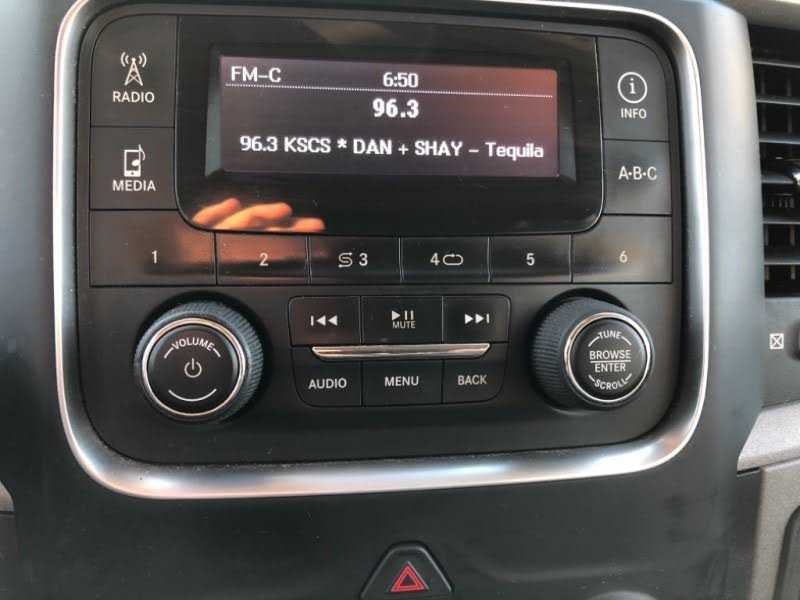 FM-C 6:50
96.3
96.3 KSCS * DAN + SHAY - Tequila
RADIO
MEDIA
INFO
A·B·C
1 2 3 4 5 6
VOLUME
MUTE
AUDIO MENU BACK
TUNE
BROWSE
ENTER
SCROLL